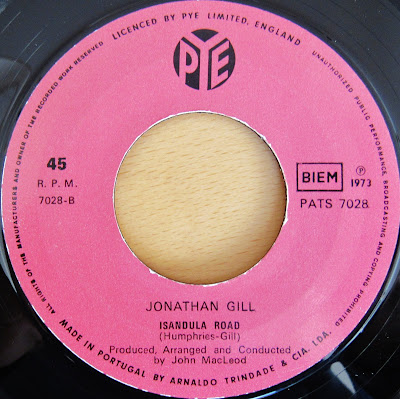 LICENCED BY PYE LIMITED, ENGLAND
UNAUTHORIZED PUBLIC PERFORMANCE, BROADCASTING AND COPYING PROHIBITED
ALL RIGHTS OF THE MANUFACTURERS AND OWNER OF THE RECORDED WORK RESERVED
PYE
45
R. P. M.
7028-B
BIEM
P 1973
PATS 7028
JONATHAN GILL
ISANDULA ROAD
(Humphries-Gill)
Produced, Arranged and Conducted
by John MacLeod
MADE IN PORTUGAL BY ARNALDO TRINDADE & CIA. LDA.